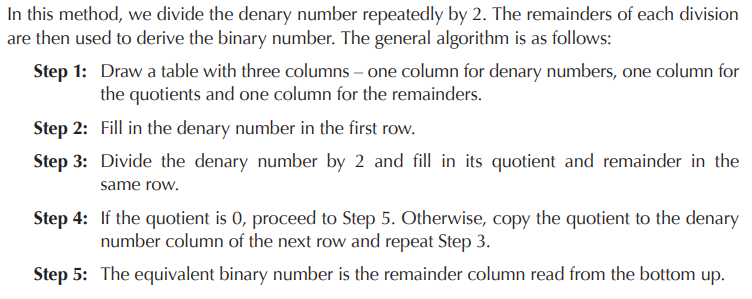 In this method, we divide the denary number repeatedly by 2. The remainders of each division
are then used to derive the binary number. The general algorithm is as follows:
Step 1: Draw a table with three columns – one column for denary numbers, one column for
the quotients and one column for the remainders.
Step 2: Fill in the denary number in the first row.
Step 3: Divide the denary number by 2 and fill in its quotient and remainder in the
same row.
Step 4: If the quotient is 0, proceed to Step 5. Otherwise, copy the quotient to the denary
number column of the next row and repeat Step 3.
Step 5: The equivalent binary number is the remainder column read from the bottom up.